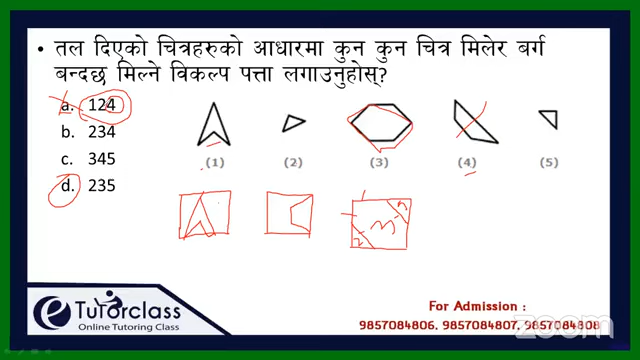 • तल दिएको चित्रहरुको आधारमा कुन कुन चित्र मिलेर बर्ग
बन्दछ मिल्ने विकल्प पत्ता लगाउनुहोस्?
a. 124
b. 234
c. 345
d. 235
(1) (2) (3) (4) (5)
eTutorclass
Online Tutoring Class
For Admission :
9857084806, 9857084807, 9857084808
zoom